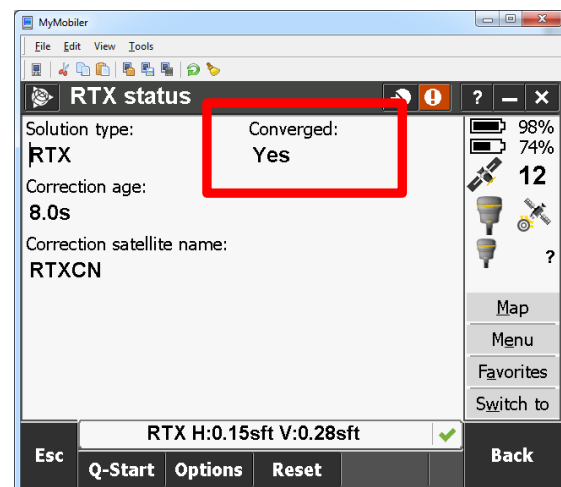 MyMobiler
File Edit View Tools
RTX status
? – ×
Solution type: Converged:
RTX Yes
Correction age:
8.0s
Correction satellite name:
RTXCN
98%
74%
12
?
Map
Menu
Favorites
Switch to
RTX H:0.15sft V:0.28sft
Esc Q-Start Options Reset Back